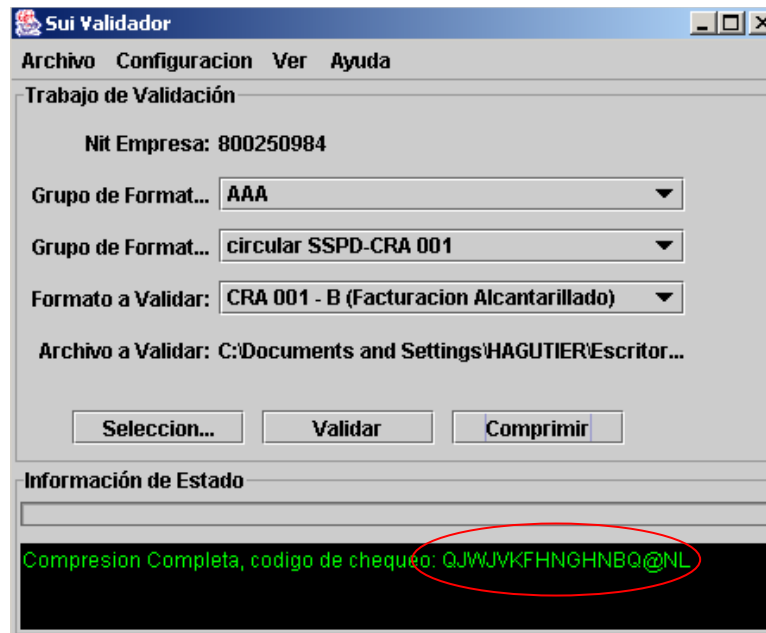 Sui Validador
Archivo Configuracion Ver Ayuda
Trabajo de Validación
Nit Empresa: 800250984
Grupo de Format... AAA
Grupo de Format... circular SSPD-CRA 001
Formato a Validar: CRA 001 - B (Facturacion Alcantarillado)
Archivo a Validar: C:\Documents and Settings\HAGUTIER\Escritor...
Seleccion... Validar Comprimir
Información de Estado
Compresion Completa, codigo de chequeo: QJWJVKFHNGHNBQ@NL